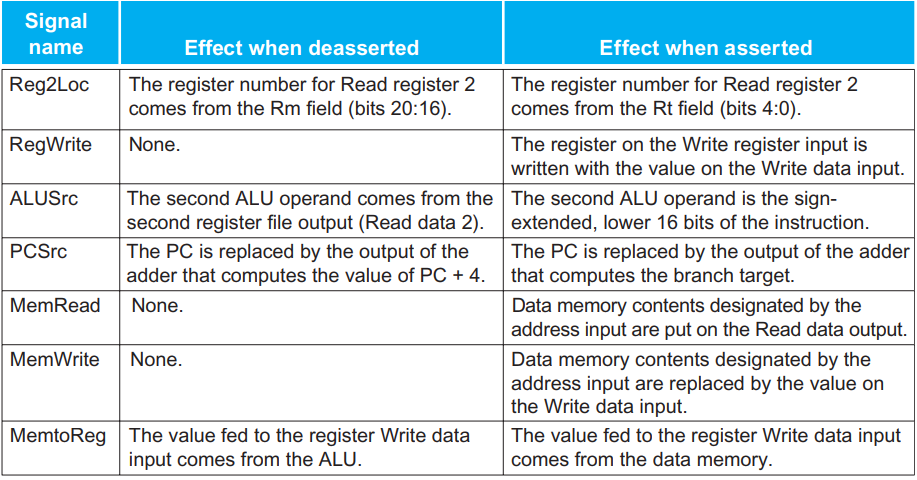 Signal
name
Effect when deasserted
Effect when asserted
Reg2Loc
The register number for Read register 2
comes from the Rm field (bits 20:16).
The register number for Read register 2
comes from the Rt field (bits 4:0).
RegWrite
None.
The register on the Write register input is
written with the value on the Write data input.
ALUSrc
The second ALU operand comes from the
second register file output (Read data 2).
The second ALU operand is the sign-
extended, lower 16 bits of the instruction.
PCSrc
The PC is replaced by the output of the
adder that computes the value of PC + 4.
The PC is replaced by the output of the adder
that computes the branch target.
MemRead
None.
Data memory contents designated by the
address input are put on the Read data output.
MemWrite
None.
Data memory contents designated by the
address input are replaced by the value on
the Write data input.
MemtoReg
The value fed to the register Write data
input comes from the ALU.
The value fed to the register Write data input
comes from the data memory.